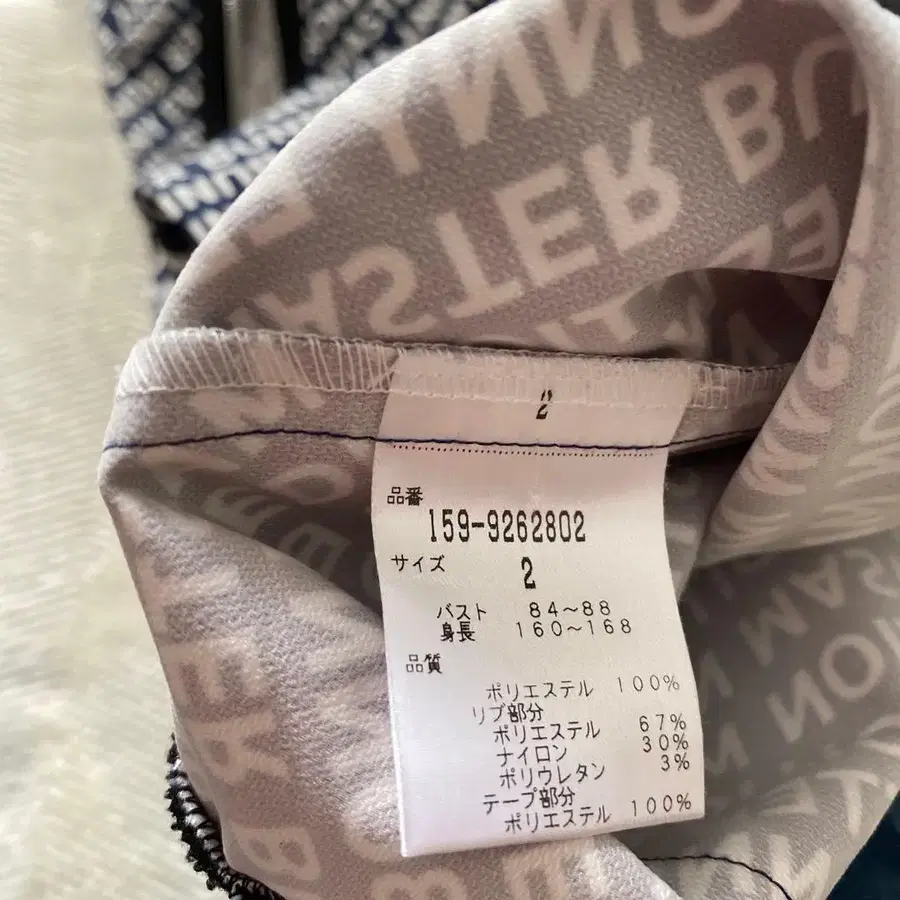 MASTER BU
2
品番
159-9262802
サイズ
2
バスト 84~88
身長 160~168
品質
ポリエステル 100%
リブ部分
ポリエステル 67%
ナイロン 30%
ポリウレタン 3%
テープ部分
ポリエステル 100%